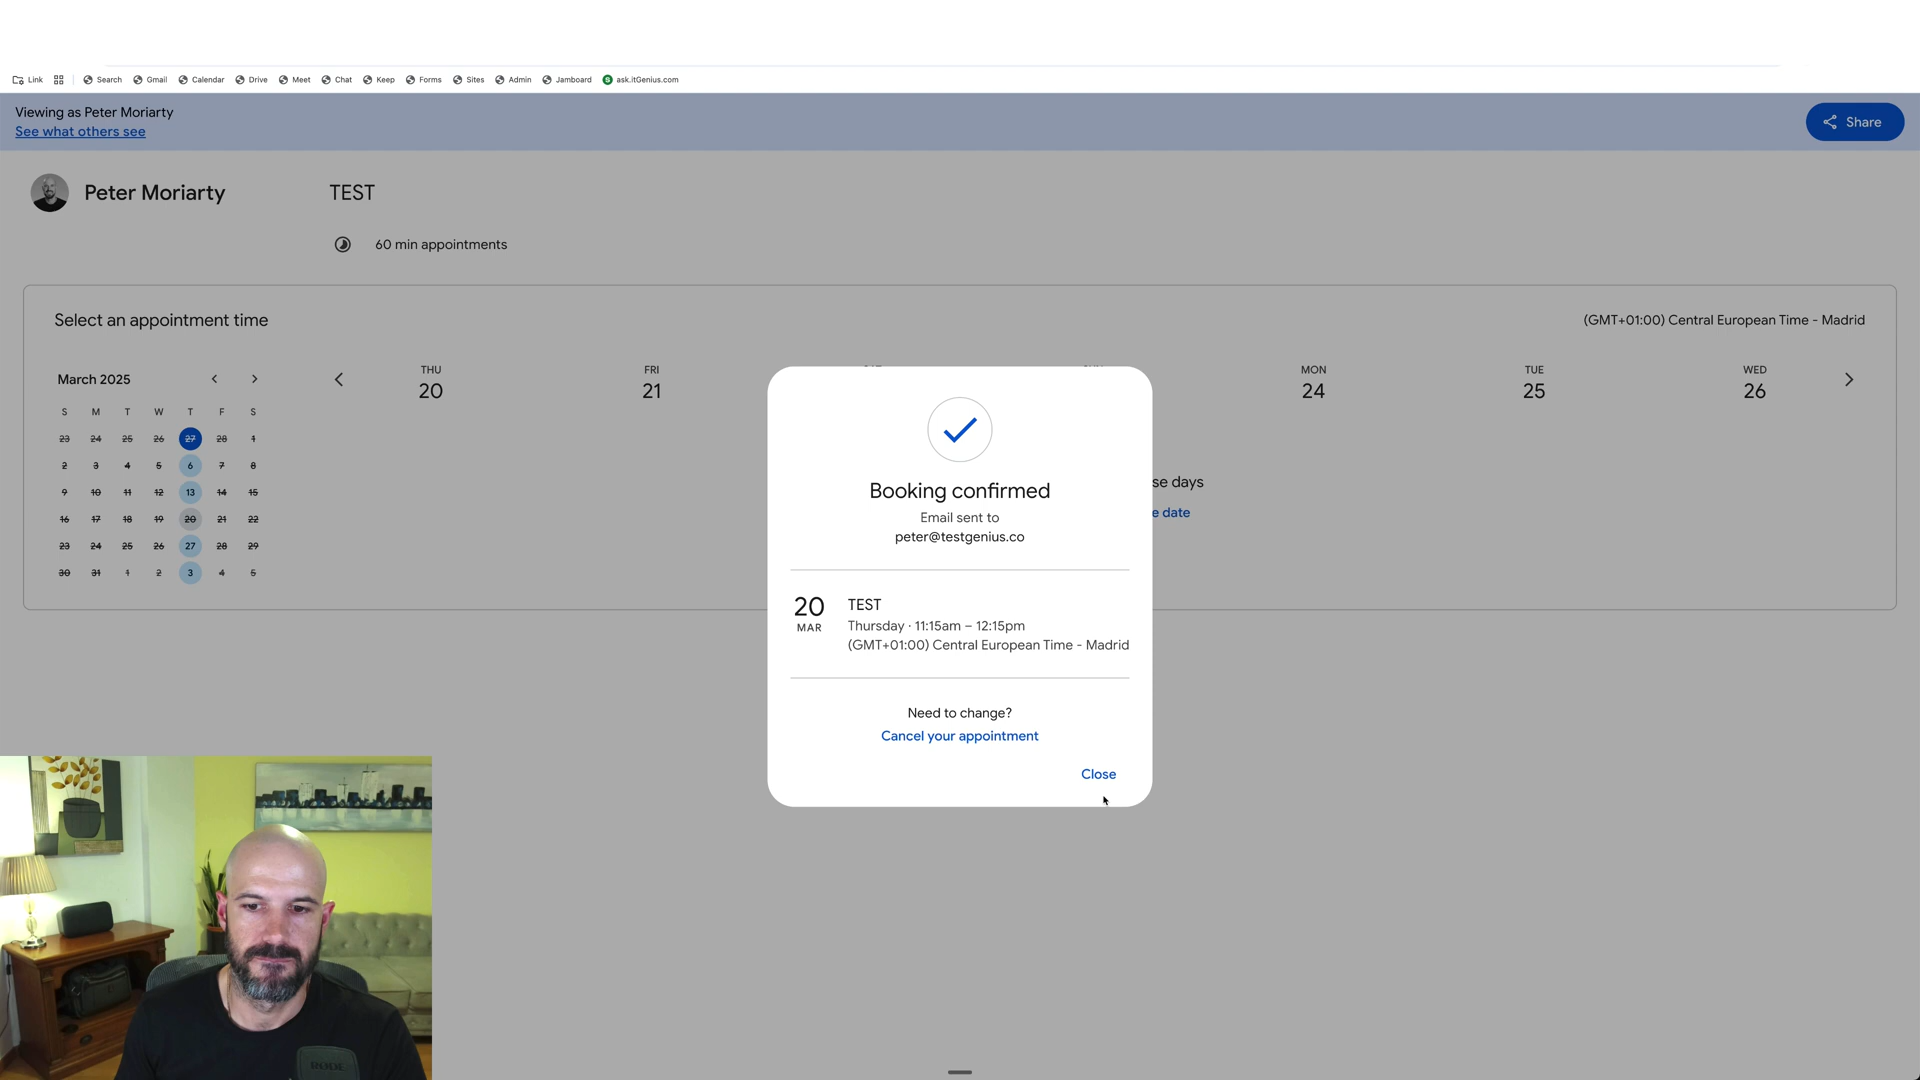 Link
Search
Gmail
Calendar
Drive
Meet
Chat
Keep
Forms
Sites
Admin
Jamboard
S
ask.itGenius.com
Viewing as Peter Moriarty
See what others see
Share
Peter Moriarty
TEST
60 min appointments
Select an appointment time
(GMT+01:00) Central European Time - Madrid
March 2025
S M T W T F S
23 24 25 26 27 28 1
2 3 4 5 6 7 8
9 10 11 12 13 14 15
16 17 18 19 20 21 22
23 24 25 26 27 28 29
30 31 1 2 3 4 5
THU
20
FRI
21
MON
24
TUE
25
WED
26
se days
e date
Booking confirmed
Email sent to
peter@testgenius.co
20
MAR
TEST
Thursday · 11:15am – 12:15pm
(GMT+01:00) Central European Time - Madrid
Need to change?
Cancel your appointment
Close
RODE